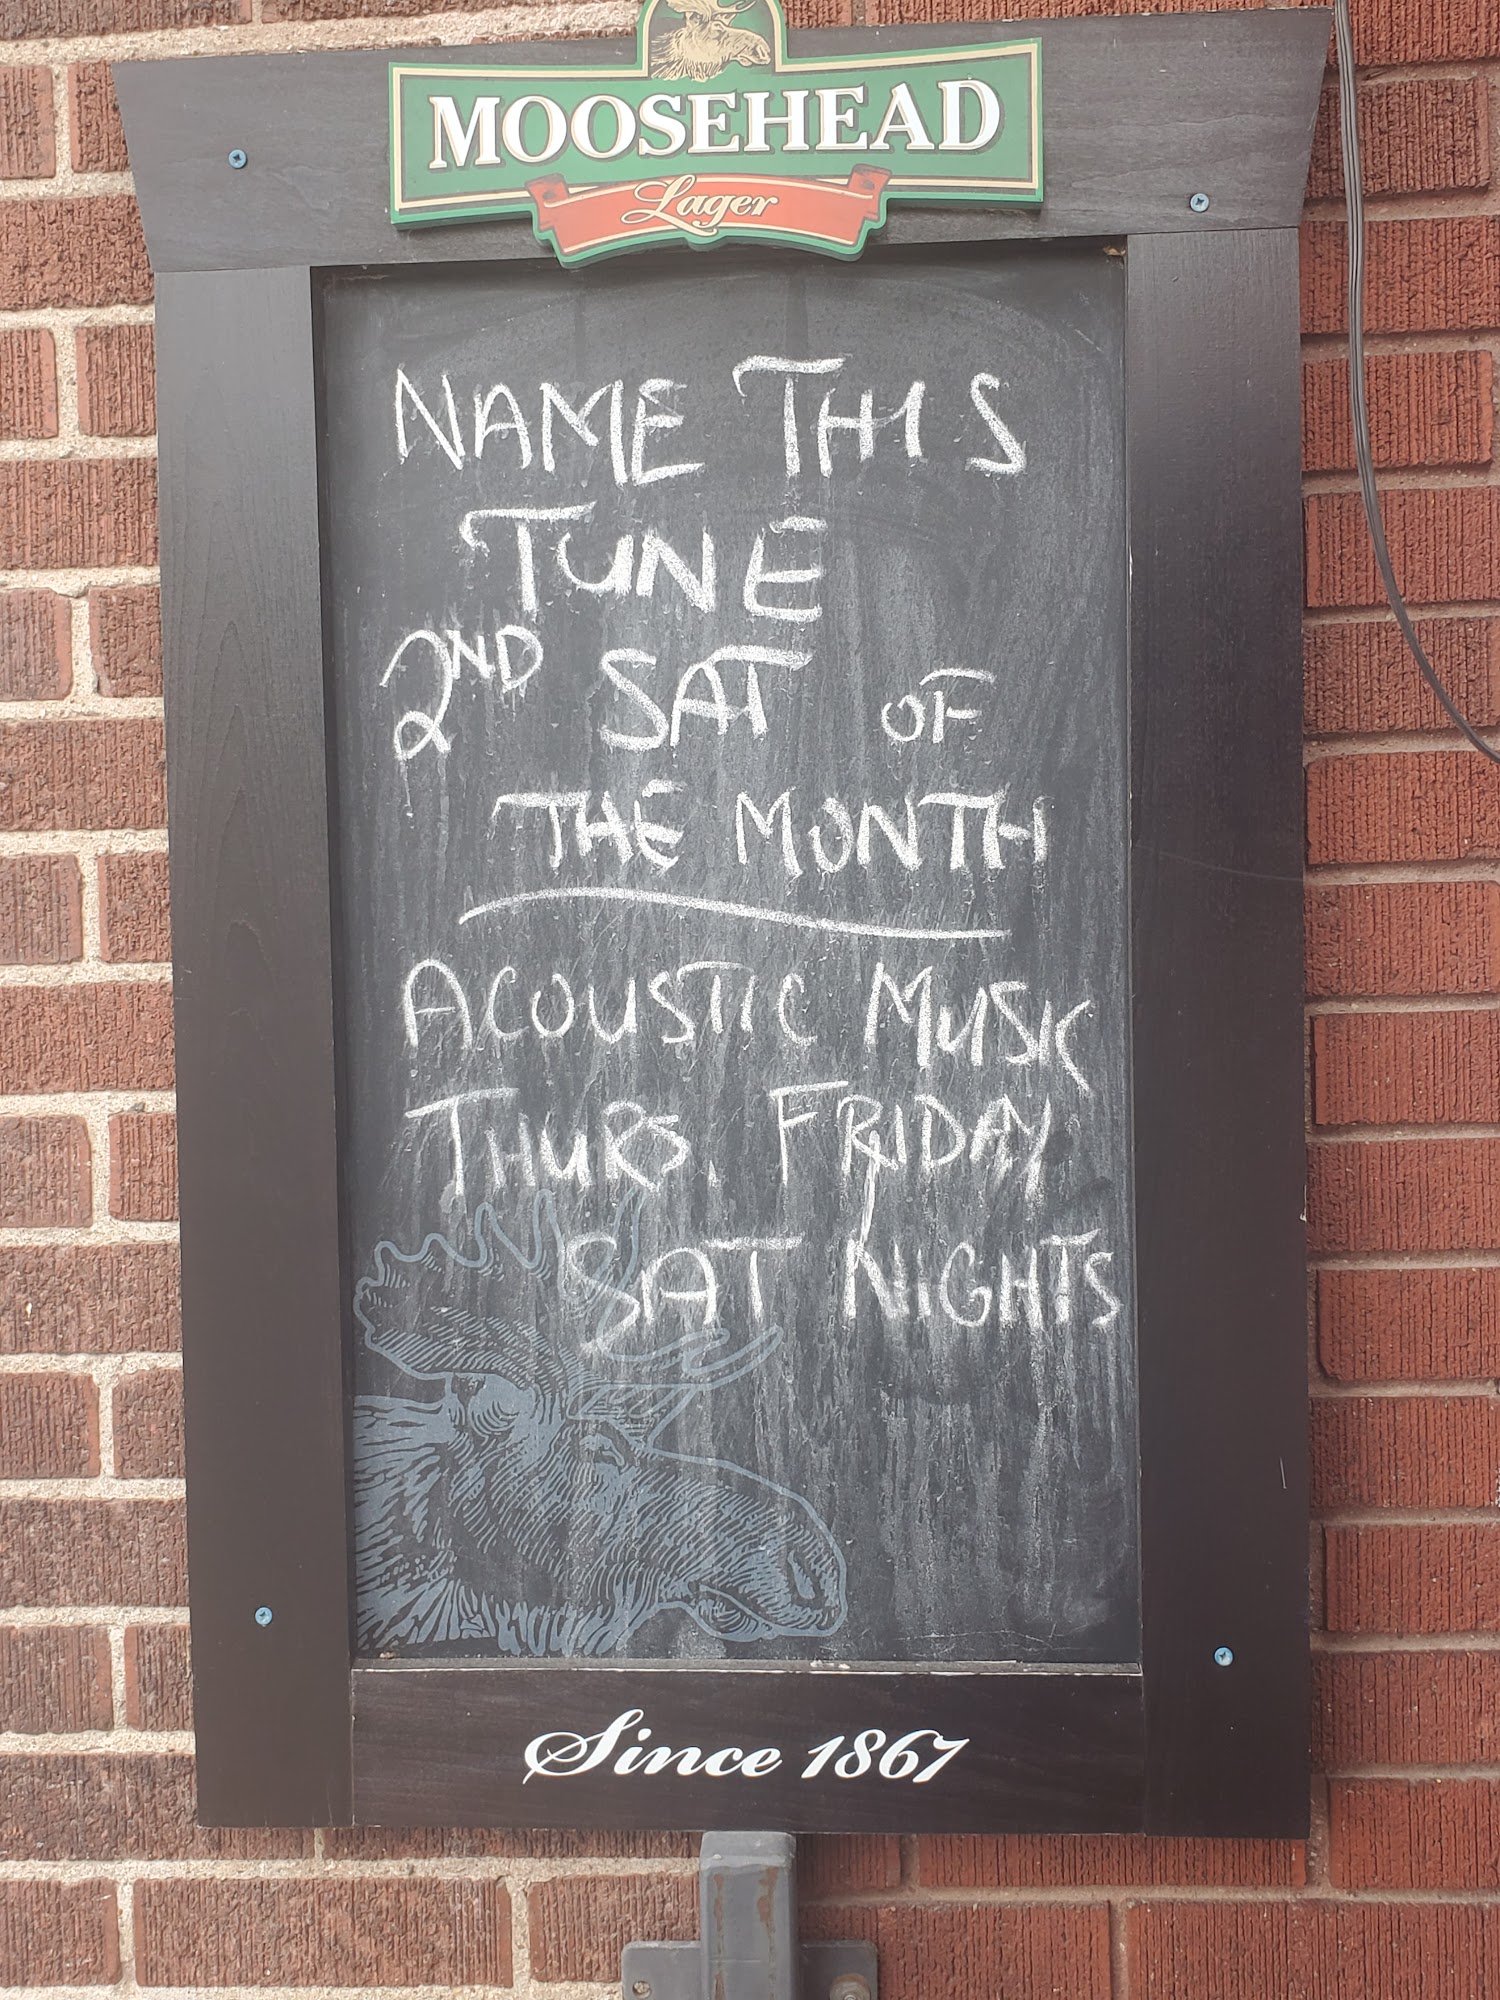 MOOSEHEAD
Lager
NAME THIS
TUNE
2ND SAT OF
THE MONTH
ACOUSTIC MUSIC
THURS. FRIDAY
SAT NIGHTS
Since 1867